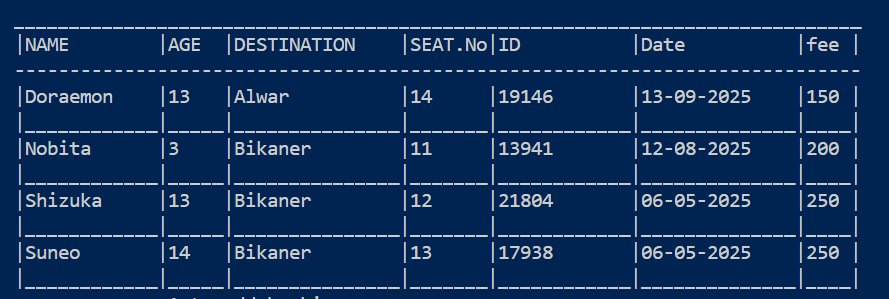 |NAME |AGE |DESTINATION |SEAT.No|ID |Date |fee |
|Doraemon |13 |Alwar |14 |19146 |13-09-2025 |150 |
|Nobita |3 |Bikaner |11 |13941 |12-08-2025 |200 |
|Shizuka |13 |Bikaner |12 |21804 |06-05-2025 |250 |
|Suneo |14 |Bikaner |13 |17938 |06-05-2025 |250 |